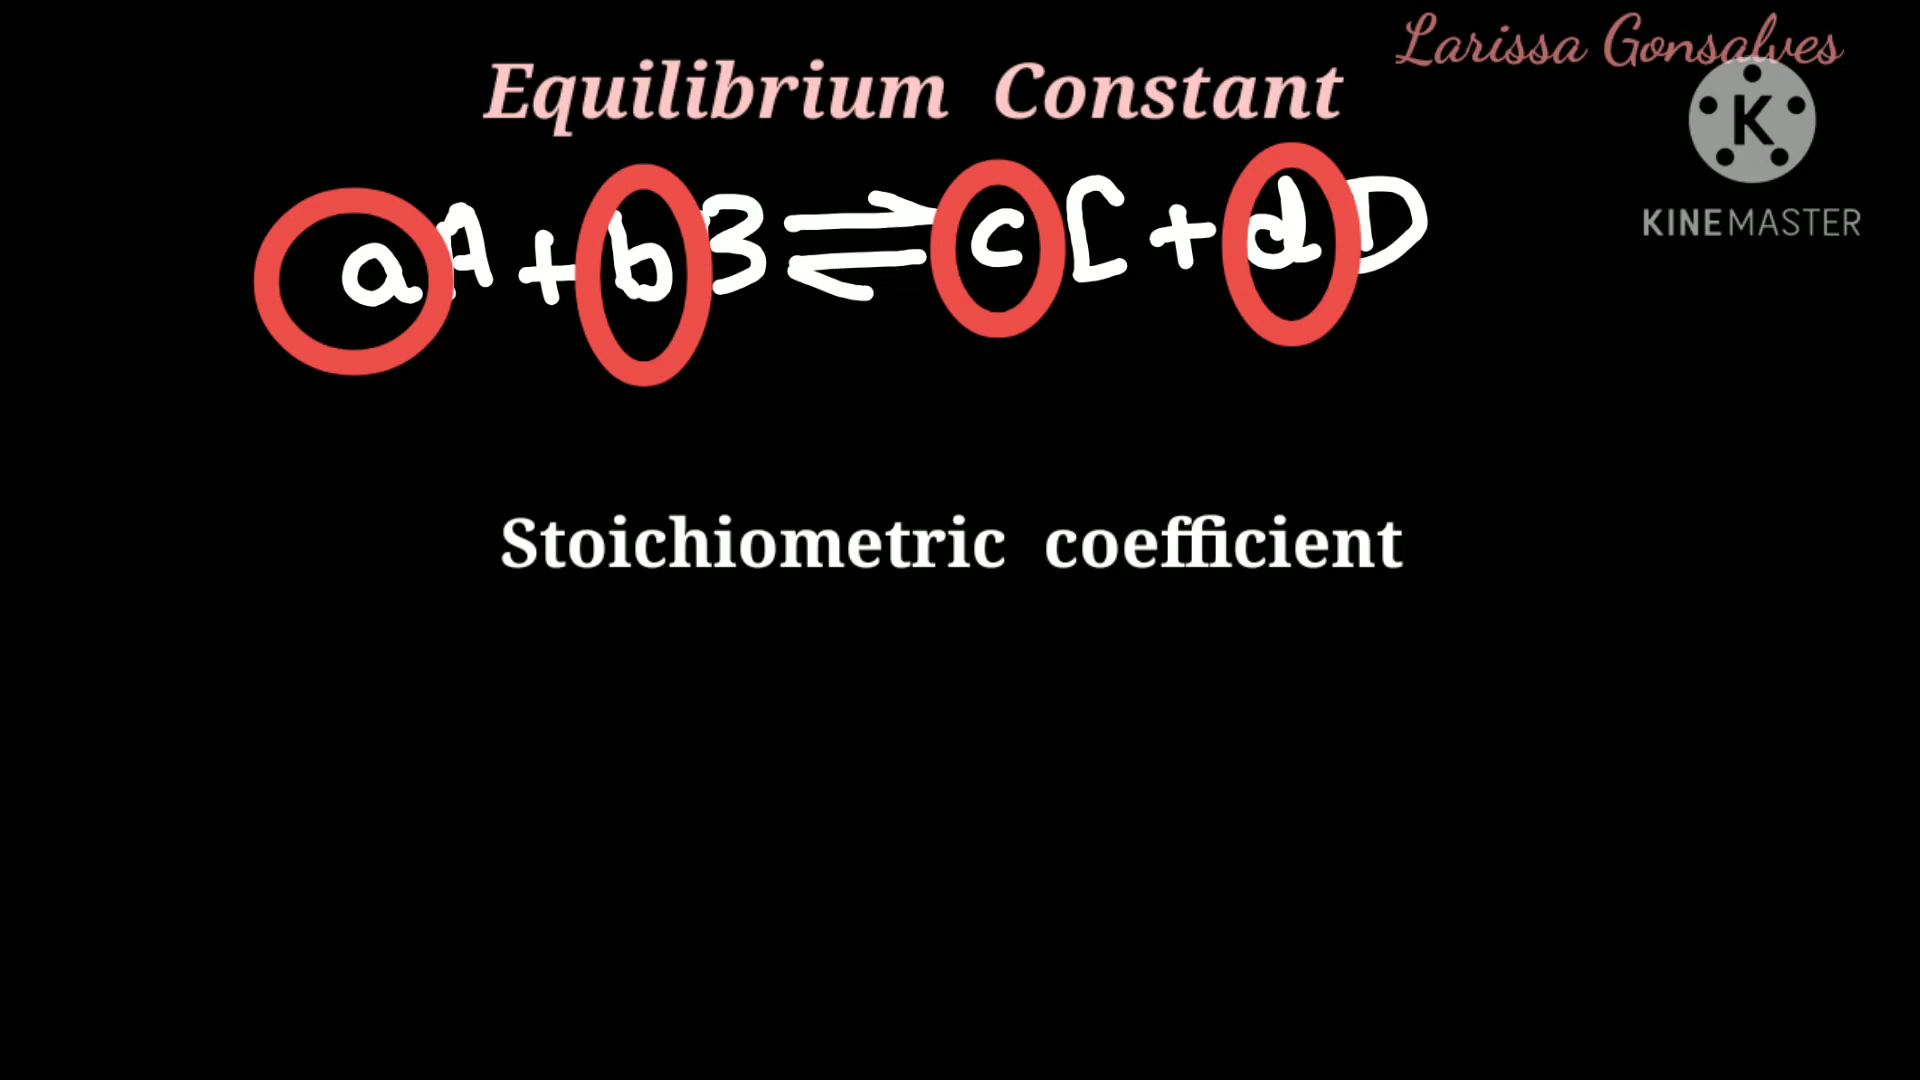 Larissa Gonsalves
Equilibrium Constant
K
KINEMASTER
aA + bB ⇌ cC + dD
Stoichiometric coefficient